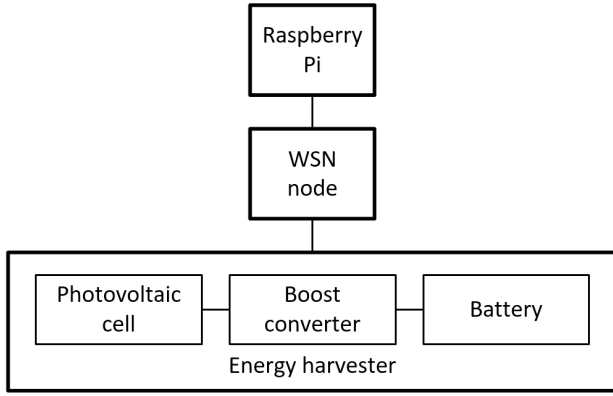 Raspberry
Pi
WSN
node
Photovoltaic
cell
Boost
converter
Battery
Energy harvester